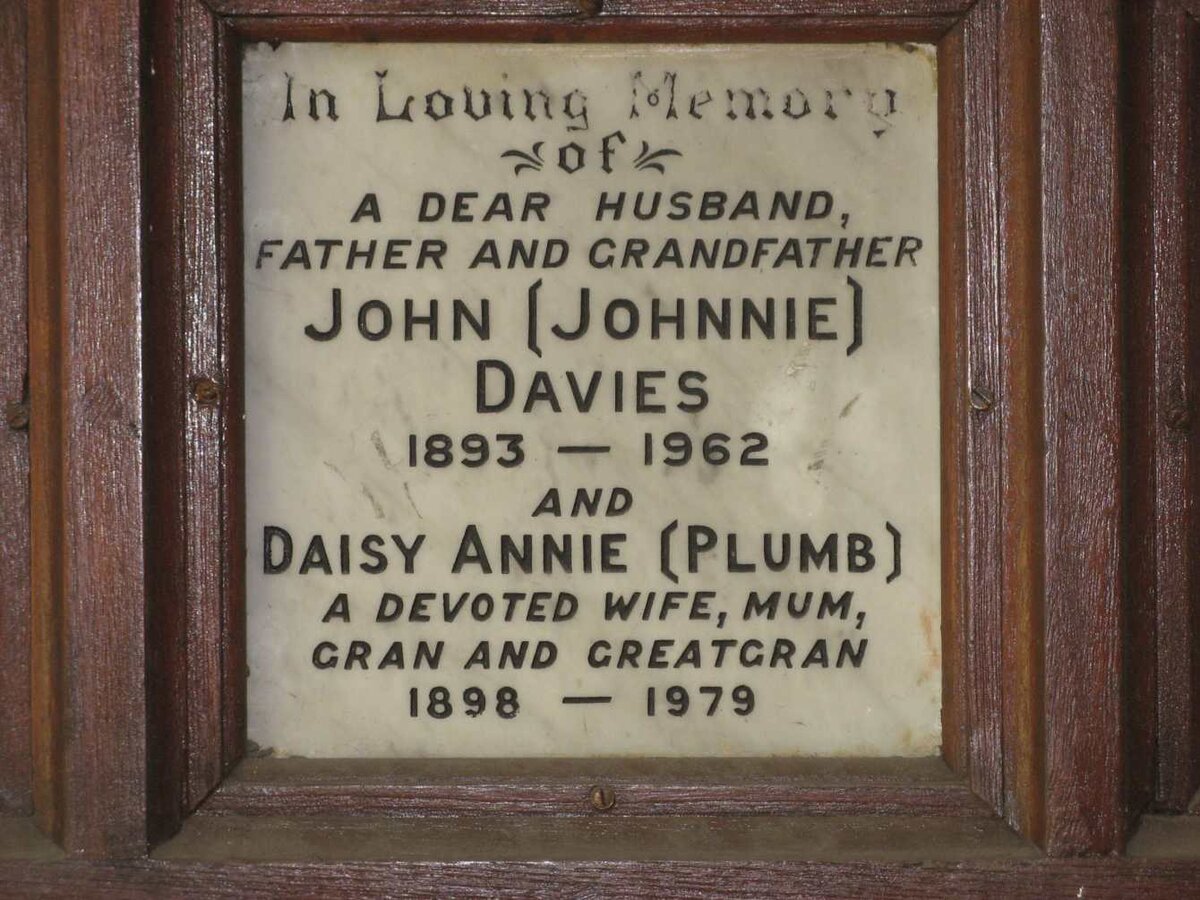 In Loving Memory
of
A DEAR HUSBAND,
FATHER AND GRANDFATHER
JOHN (JOHNNIE)
DAVIES
1893 — 1962
AND
DAISY ANNIE (PLUMB)
A DEVOTED WIFE, MUM,
GRAN AND GREATGRAN
1898 — 1979